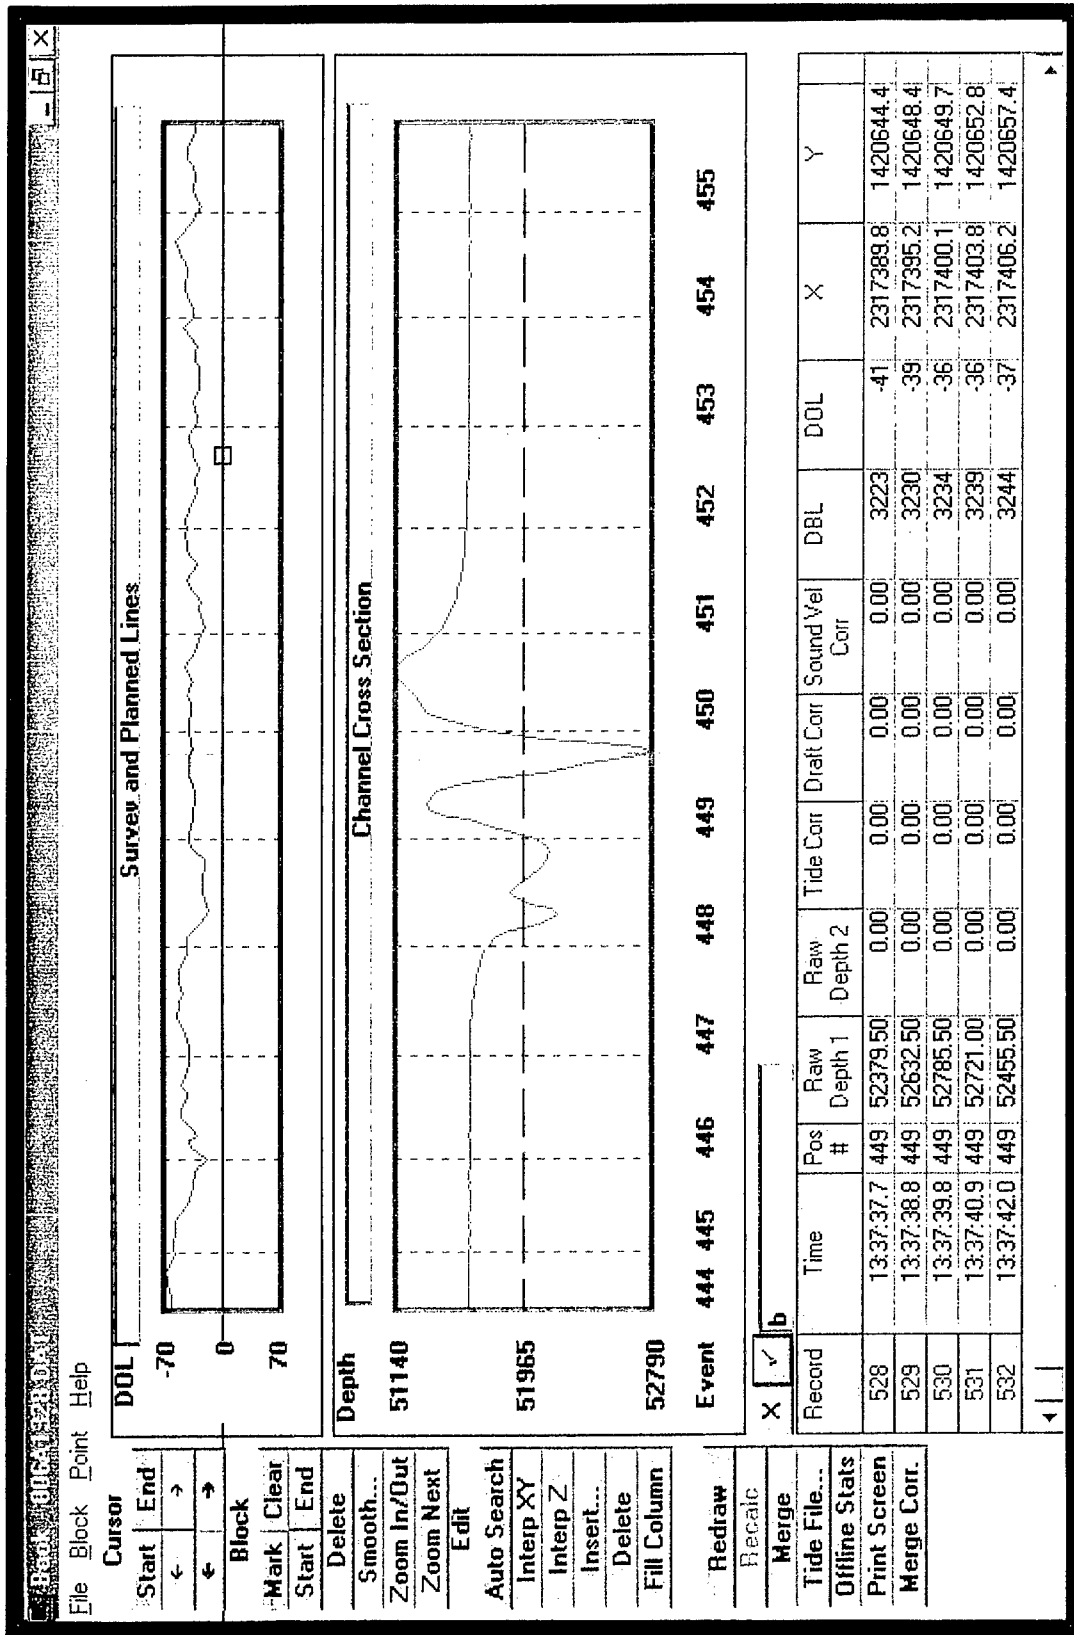 File Block Point Help
Cursor
Start End
← →
← →
Block
Mark Clear
Start End
Delete
Smooth...
Zoom In/Out
Zoom Next
Edit
Auto Search
Interp XY
Interp Z
Insert...
Delete
Fill Column
Redraw
Recalc
Merge
Tide File...
Offline Stats
Print Screen
Merge Corr.
DOL
Survey and Planned Lines
-70
0
70
Depth
Channel Cross Section
51140
51965
52790
Event 444 445 446 447 448 449 450 451 452 453 454 455
X ✓ b
Record Time Pos # Raw Depth 1 Raw Depth 2 Tide Corr Draft Corr Sound Vel Corr DBL DOL X Y
528 13:37:37.7 449 52379.50 0.00 0.00 0.00 0.00 3223 -41 2317389.8 1420644.4
529 13:37:38.8 449 52632.50 0.00 0.00 0.00 0.00 3230 -39 2317395.2 1420648.4
530 13:37:39.8 449 52785.50 0.00 0.00 0.00 0.00 3234 -36 2317400.1 1420649.7
531 13:37:40.9 449 52721.00 0.00 0.00 0.00 0.00 3239 -36 2317403.8 1420652.8
532 13:37:42.0 449 52455.50 0.00 0.00 0.00 0.00 3244 -37 2317406.2 1420657.4